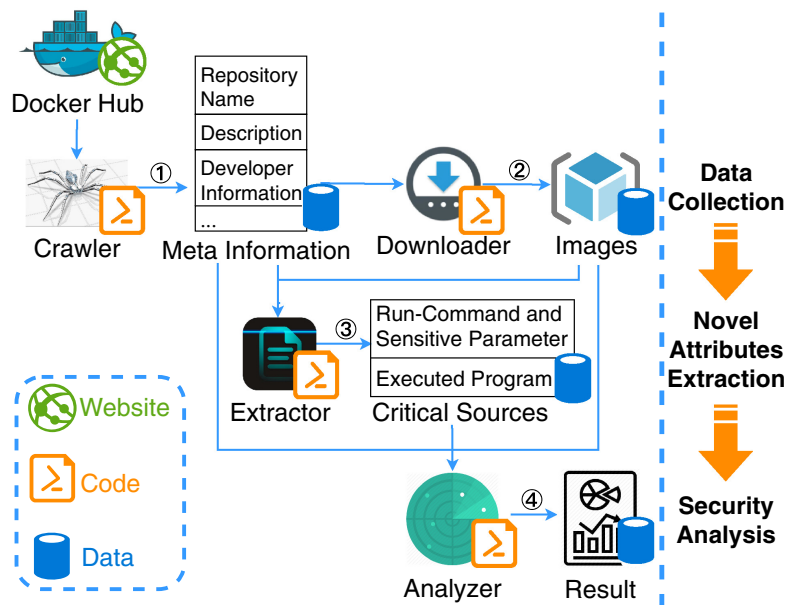 Docker Hub
Repository
Name
Description
Developer
Information
...
①
②
Crawler
Meta Information
Downloader
Images
Data
Collection
③
Run-Command and
Sensitive Parameter
Executed Program
Extractor
Critical Sources
Novel
Attributes
Extraction
Website
Code
Data
④
Analyzer
Result
Security
Analysis